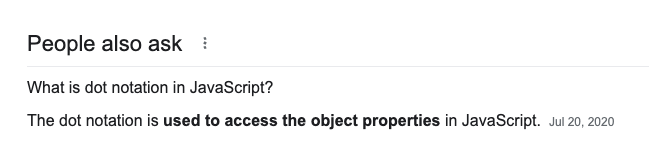 People also ask
What is dot notation in JavaScript?
The dot notation is used to access the object properties in JavaScript. Jul 20, 2020